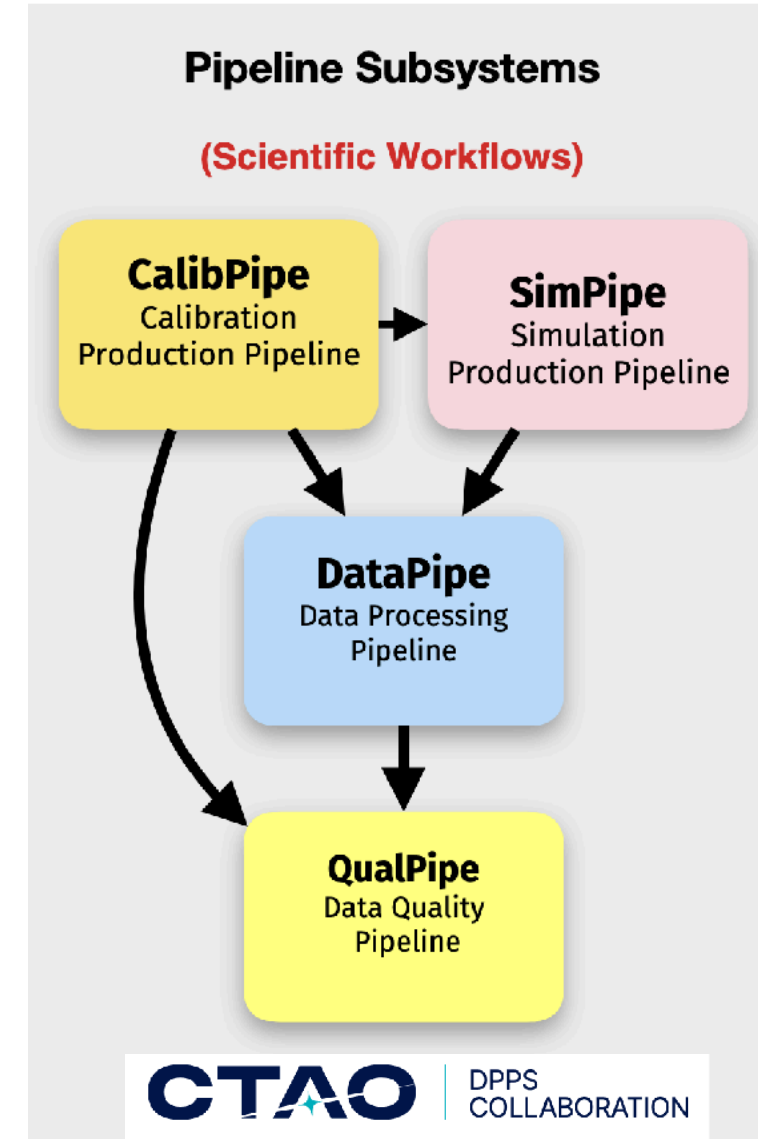 Pipeline Subsystems
(Scientific Workflows)
CalibPipe
Calibration
Production Pipeline
SimPipe
Simulation
Production Pipeline
DataPipe
Data Processing
Pipeline
QualPipe
Data Quality
Pipeline
CTAO
DPPS
COLLABORATION